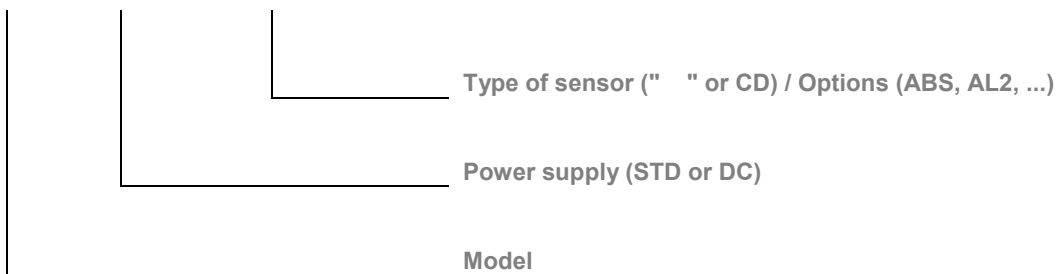 Type of sensor ("    " or CD) / Options (ABS, AL2, ...)
Power supply (STD or DC)
Model